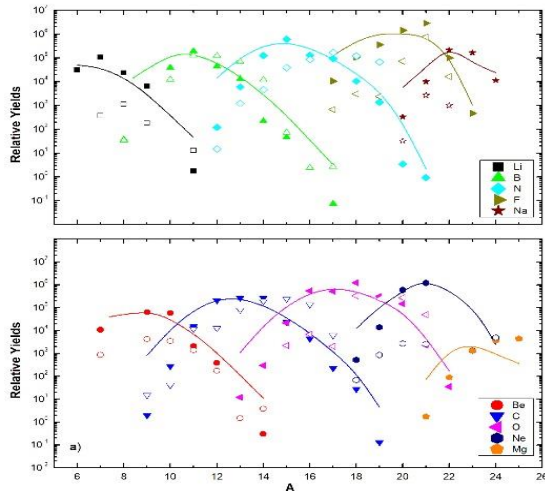 10⁷
10⁶
10⁵
10⁴
10³
10²
10¹
10⁰
10⁻¹
Relative Yields
Li
B
N
F
Na
10⁷
10⁶
10⁵
10⁴
10³
10²
10¹
10⁰
10⁻¹
10⁻²
Relative Yields
Be
C
O
Ne
Mg
a)
6 8 10 12 14 16 18 20 22 24 26
A